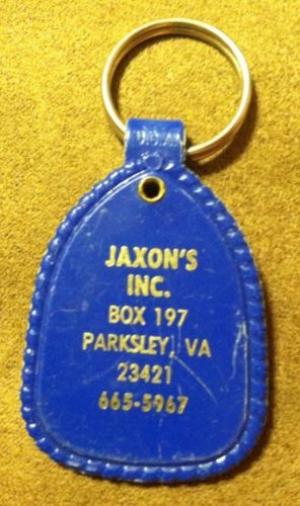 JAXON'S
INC.
BOX 197
PARKSLEY, VA
23421
665-5967